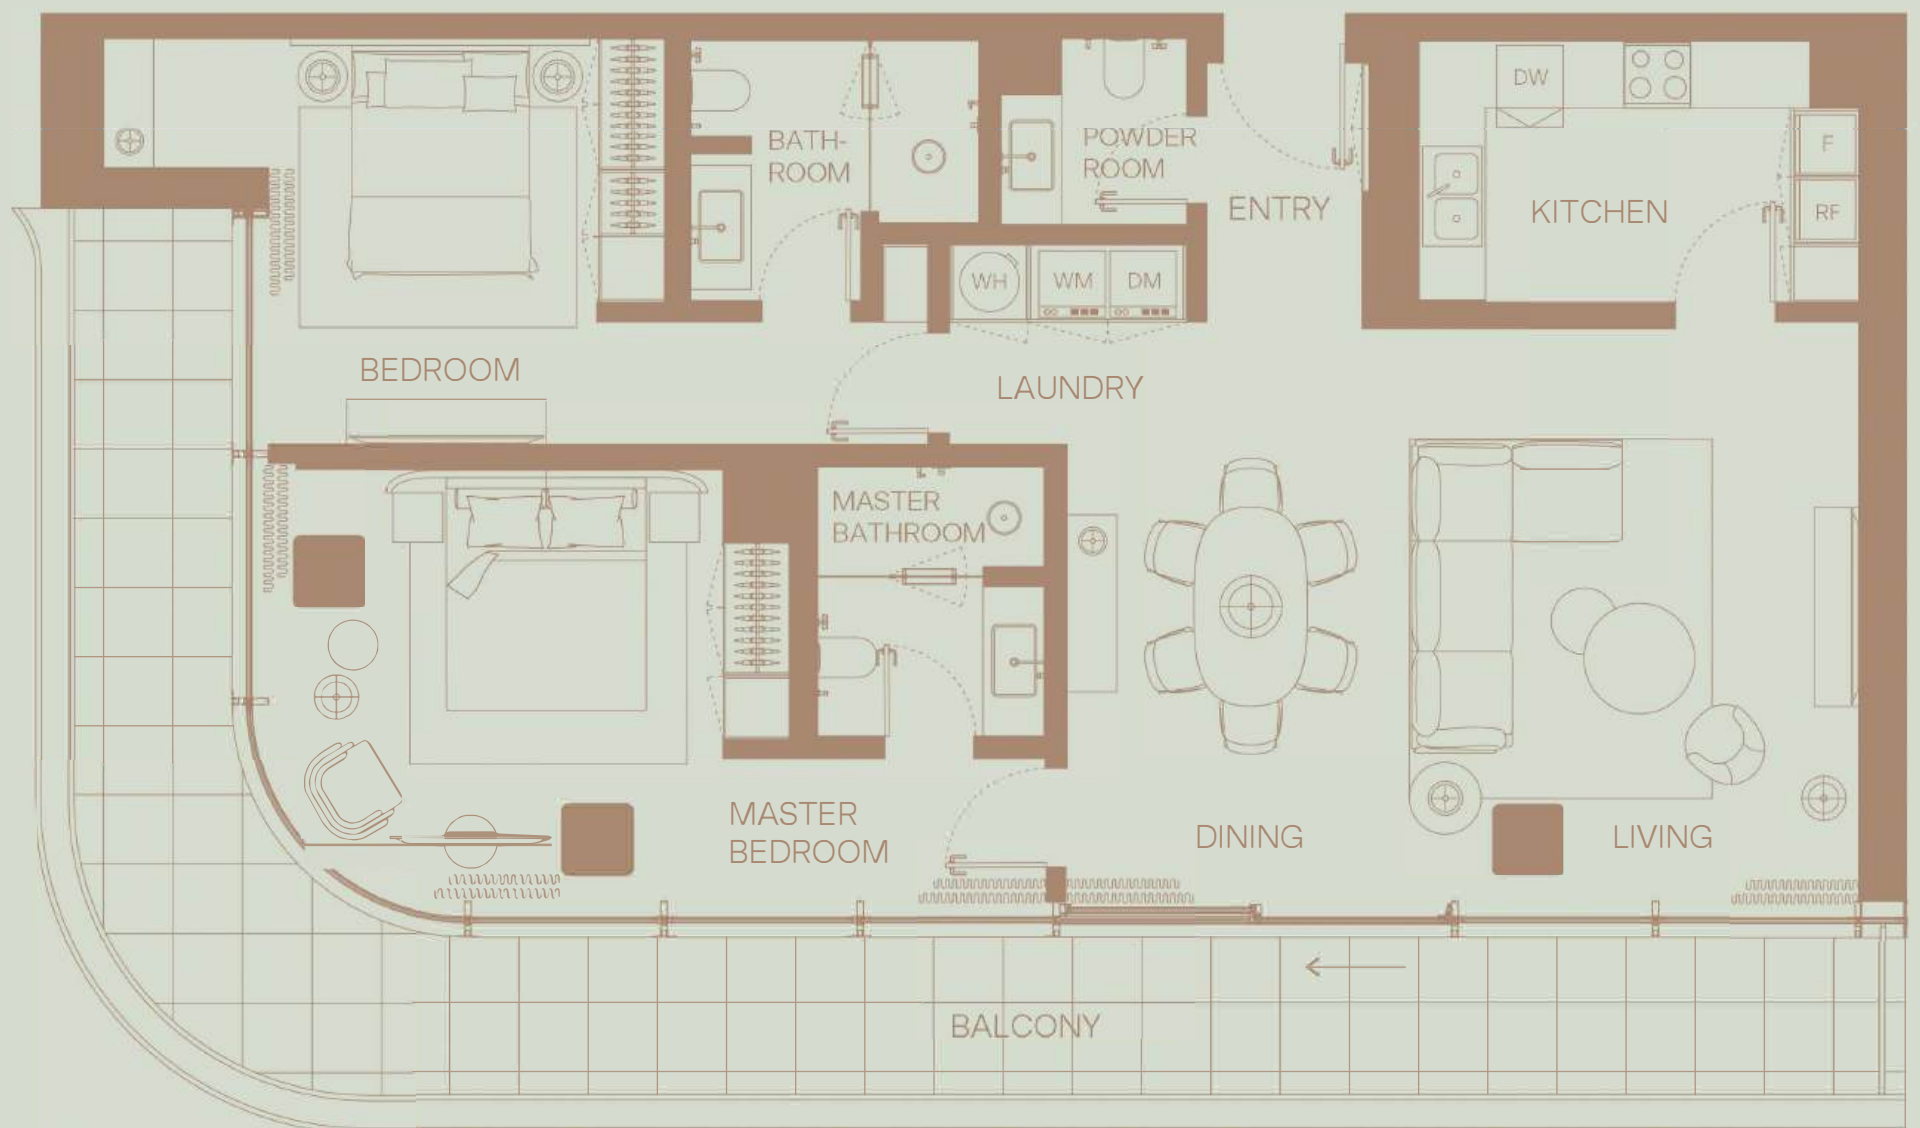 DW
F
RF
BATH-
ROOM
POWDER
ROOM
ENTRY
KITCHEN
WH
WM
DM
BEDROOM
LAUNDRY
MASTER
BATHROOM
MASTER
BEDROOM
DINING
LIVING
BALCONY